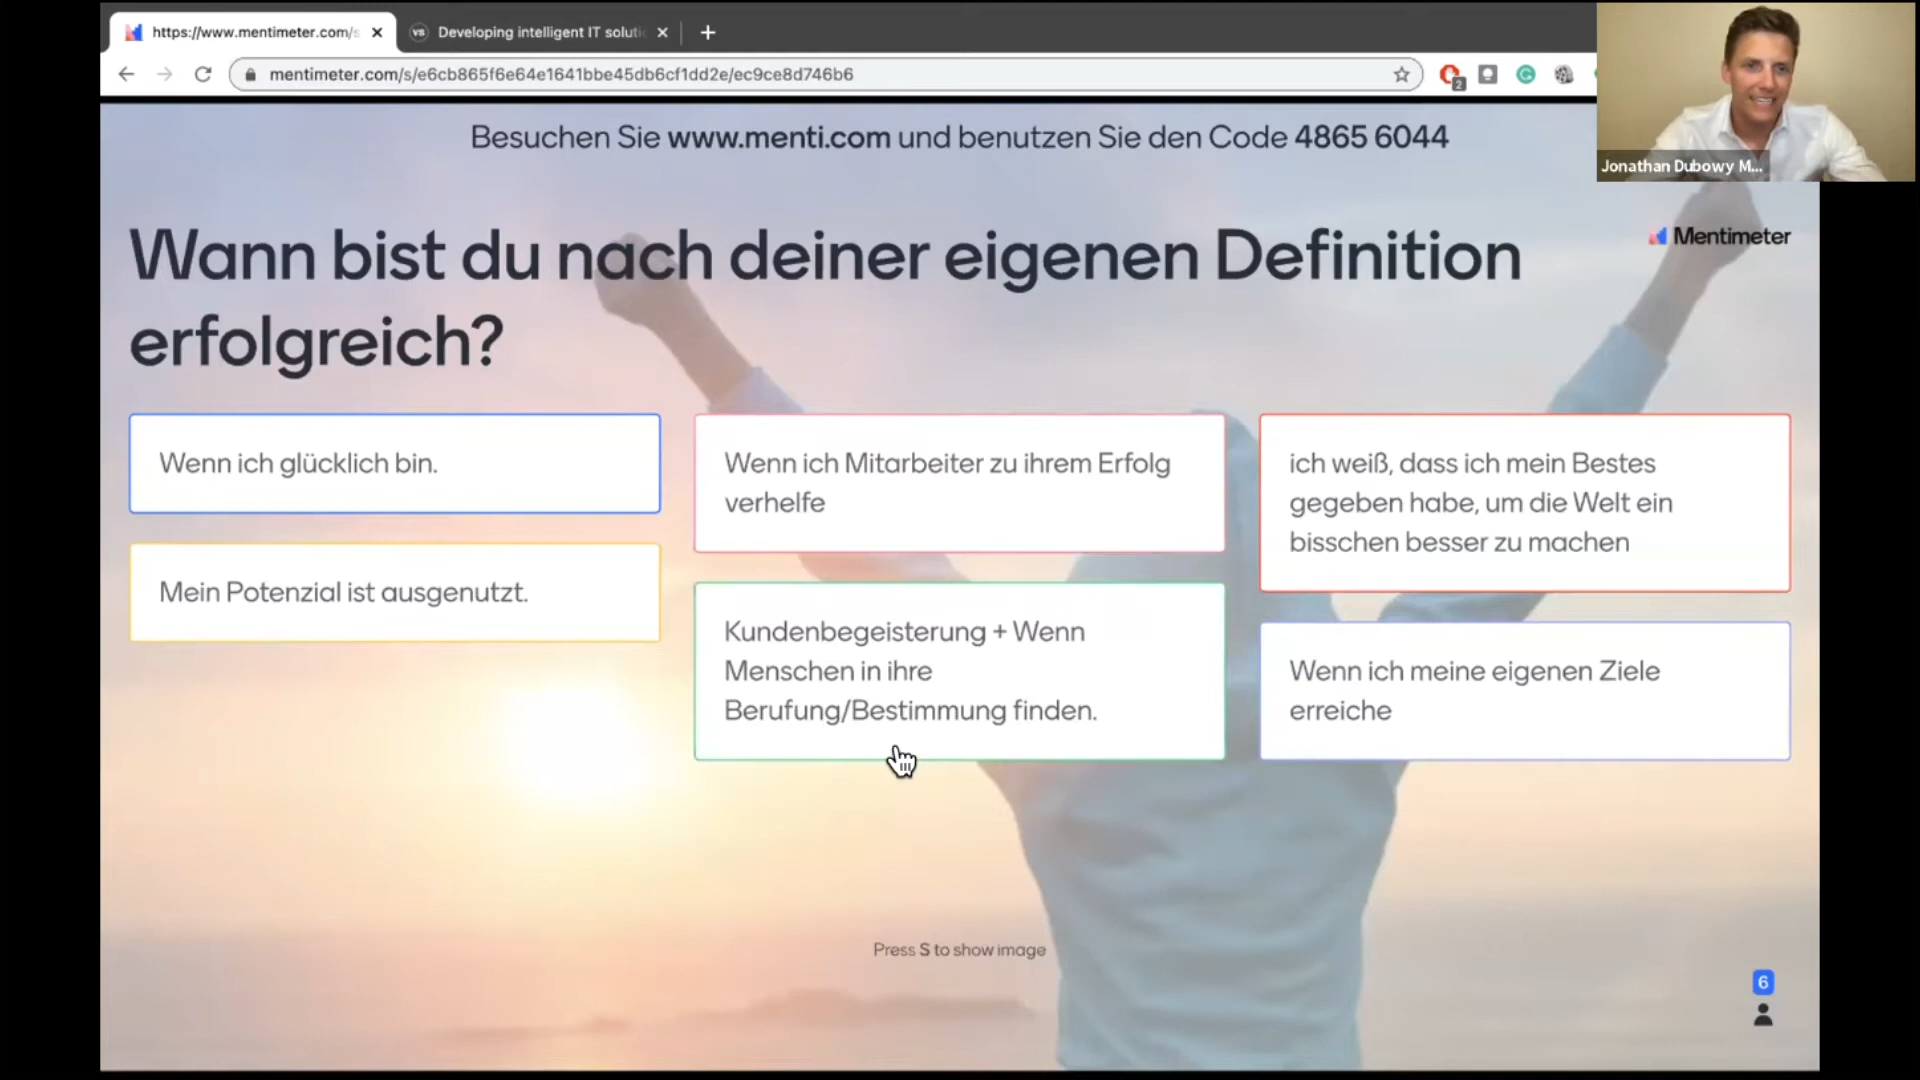 https://www.mentimeter.com/s
Developing intelligent IT soluti
mentimeter.com/s/e6cb865f6e64e1641bbe45db6cf1dd2e/ec9ce8d746b6
2
Besuchen Sie www.menti.com und benutzen Sie den Code 4865 6044
Jonathan Dubowy M...
Wann bist du nach deiner eigenen Definition
erfolgreich?
Mentimeter
Wenn ich glücklich bin.
Mein Potenzial ist ausgenutzt.
Wenn ich Mitarbeiter zu ihrem Erfolg
verhelfe
Kundenbegeisterung + Wenn
Menschen in ihre
Berufung/Bestimmung finden.
ich weiß, dass ich mein Bestes
gegeben habe, um die Welt ein
bisschen besser zu machen
Wenn ich meine eigenen Ziele
erreiche
Press S to show image
6